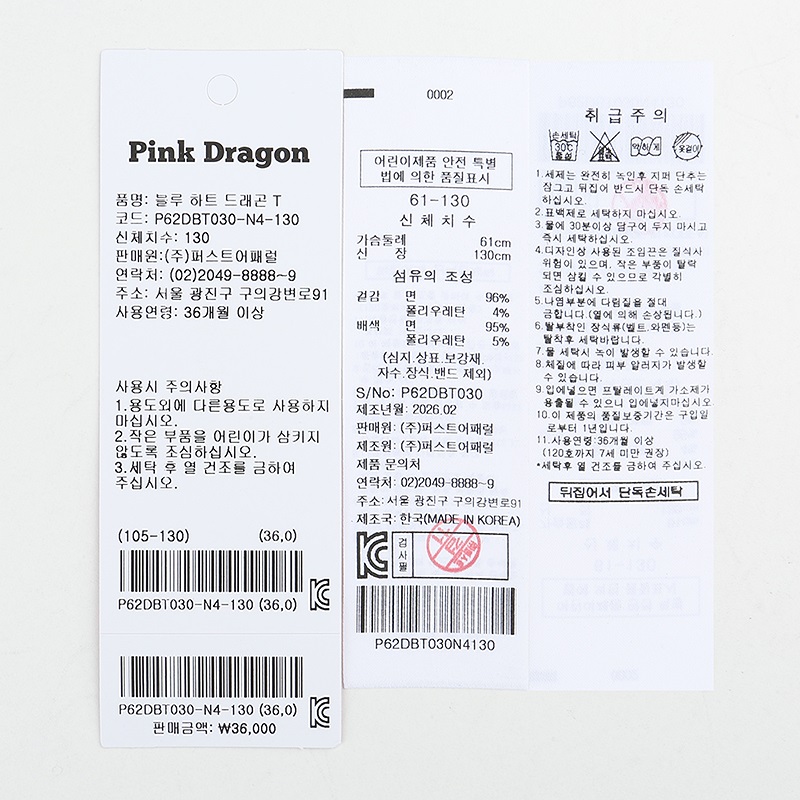 Pink Dragon
품명: 블루 하트 드래곤 T
코드: P62DBT030-N4-130
신체치수: 130
판매원:(주)퍼스트어패럴
연락처: (02)2049-8888~9
주소: 서울 광진구 구의강변로91
사용연령: 36개월 이상
사용시 주의사항
1.용도외에 다른용도로 사용하지
마십시오.
2.작은 부품을 어린이가 삼키지
않도록 조심하십시오.
3.세탁 후 열 건조를 금하여
주십시오.
(105-130) (36,0)
P62DBT030-N4-130 (36,0)
P62DBT030-N4-130 (36,0)
판매금액: ₩36,000
0002
어린이제품 안전 특별
법에 의한 품질표시
61-130
신체치수
가슴둘레 61cm
신 장 130cm
섬유의 조성
겉감 면 96%
폴리우레탄 4%
배색 면 95%
폴리우레탄 5%
(심지.상표.보강재.
자수.장식.밴드 제외)
S/No: P62DBT030
제조년월: 2026.02
판매원: (주)퍼스트어패럴
제조원: (주)퍼스트어패럴
제품 문의처
연락처: 02)2049-8888~9
주소:서울 광진구 구의강변로91
제조국: 한국(MADE IN KOREA)
검사필
P62DBT030N4130
취급주의
손세탁
30℃
중성
표백
약하게
옷걸이
1.세제는 완전히 녹인후 지퍼 단추는
잠그고 뒤집어 반드시 단독 손세탁
하십시오.
2.표백제로 세탁하지 마십시오.
3.물에 30분이상 담구어 두지 마시고
즉시 세탁하십시오.
4.디자인상 사용된 조임끈은 질식사
위험이 있으며, 작은 부품이 탈락
되면 삼킬 수 있으므로 각별히
조심하십시오.
5.나염부분에 다림질을 절대
금합니다.(열에 의해 손상됩니다.)
6.탈부착인 장식류(벨트,와멘등)는
탈착후 세탁바랍니다.
7.물 세탁시 녹이 발생할 수 있습니다.
8.체질에 따라 피부 알러지가 발생할
수 있습니다.
9.입에넣으면 프탈레이트계 가소제가
용출될 수 있으니 입에넣지마십시오
10.이 제품의 품질보증기간은 구입일
로부터 1년입니다.
11.사용연령:36개월 이상
(120호까지 7세 미만 권장)
*세탁후 열 건조를 금하여 주십시오.
뒤집어서 단독손세탁